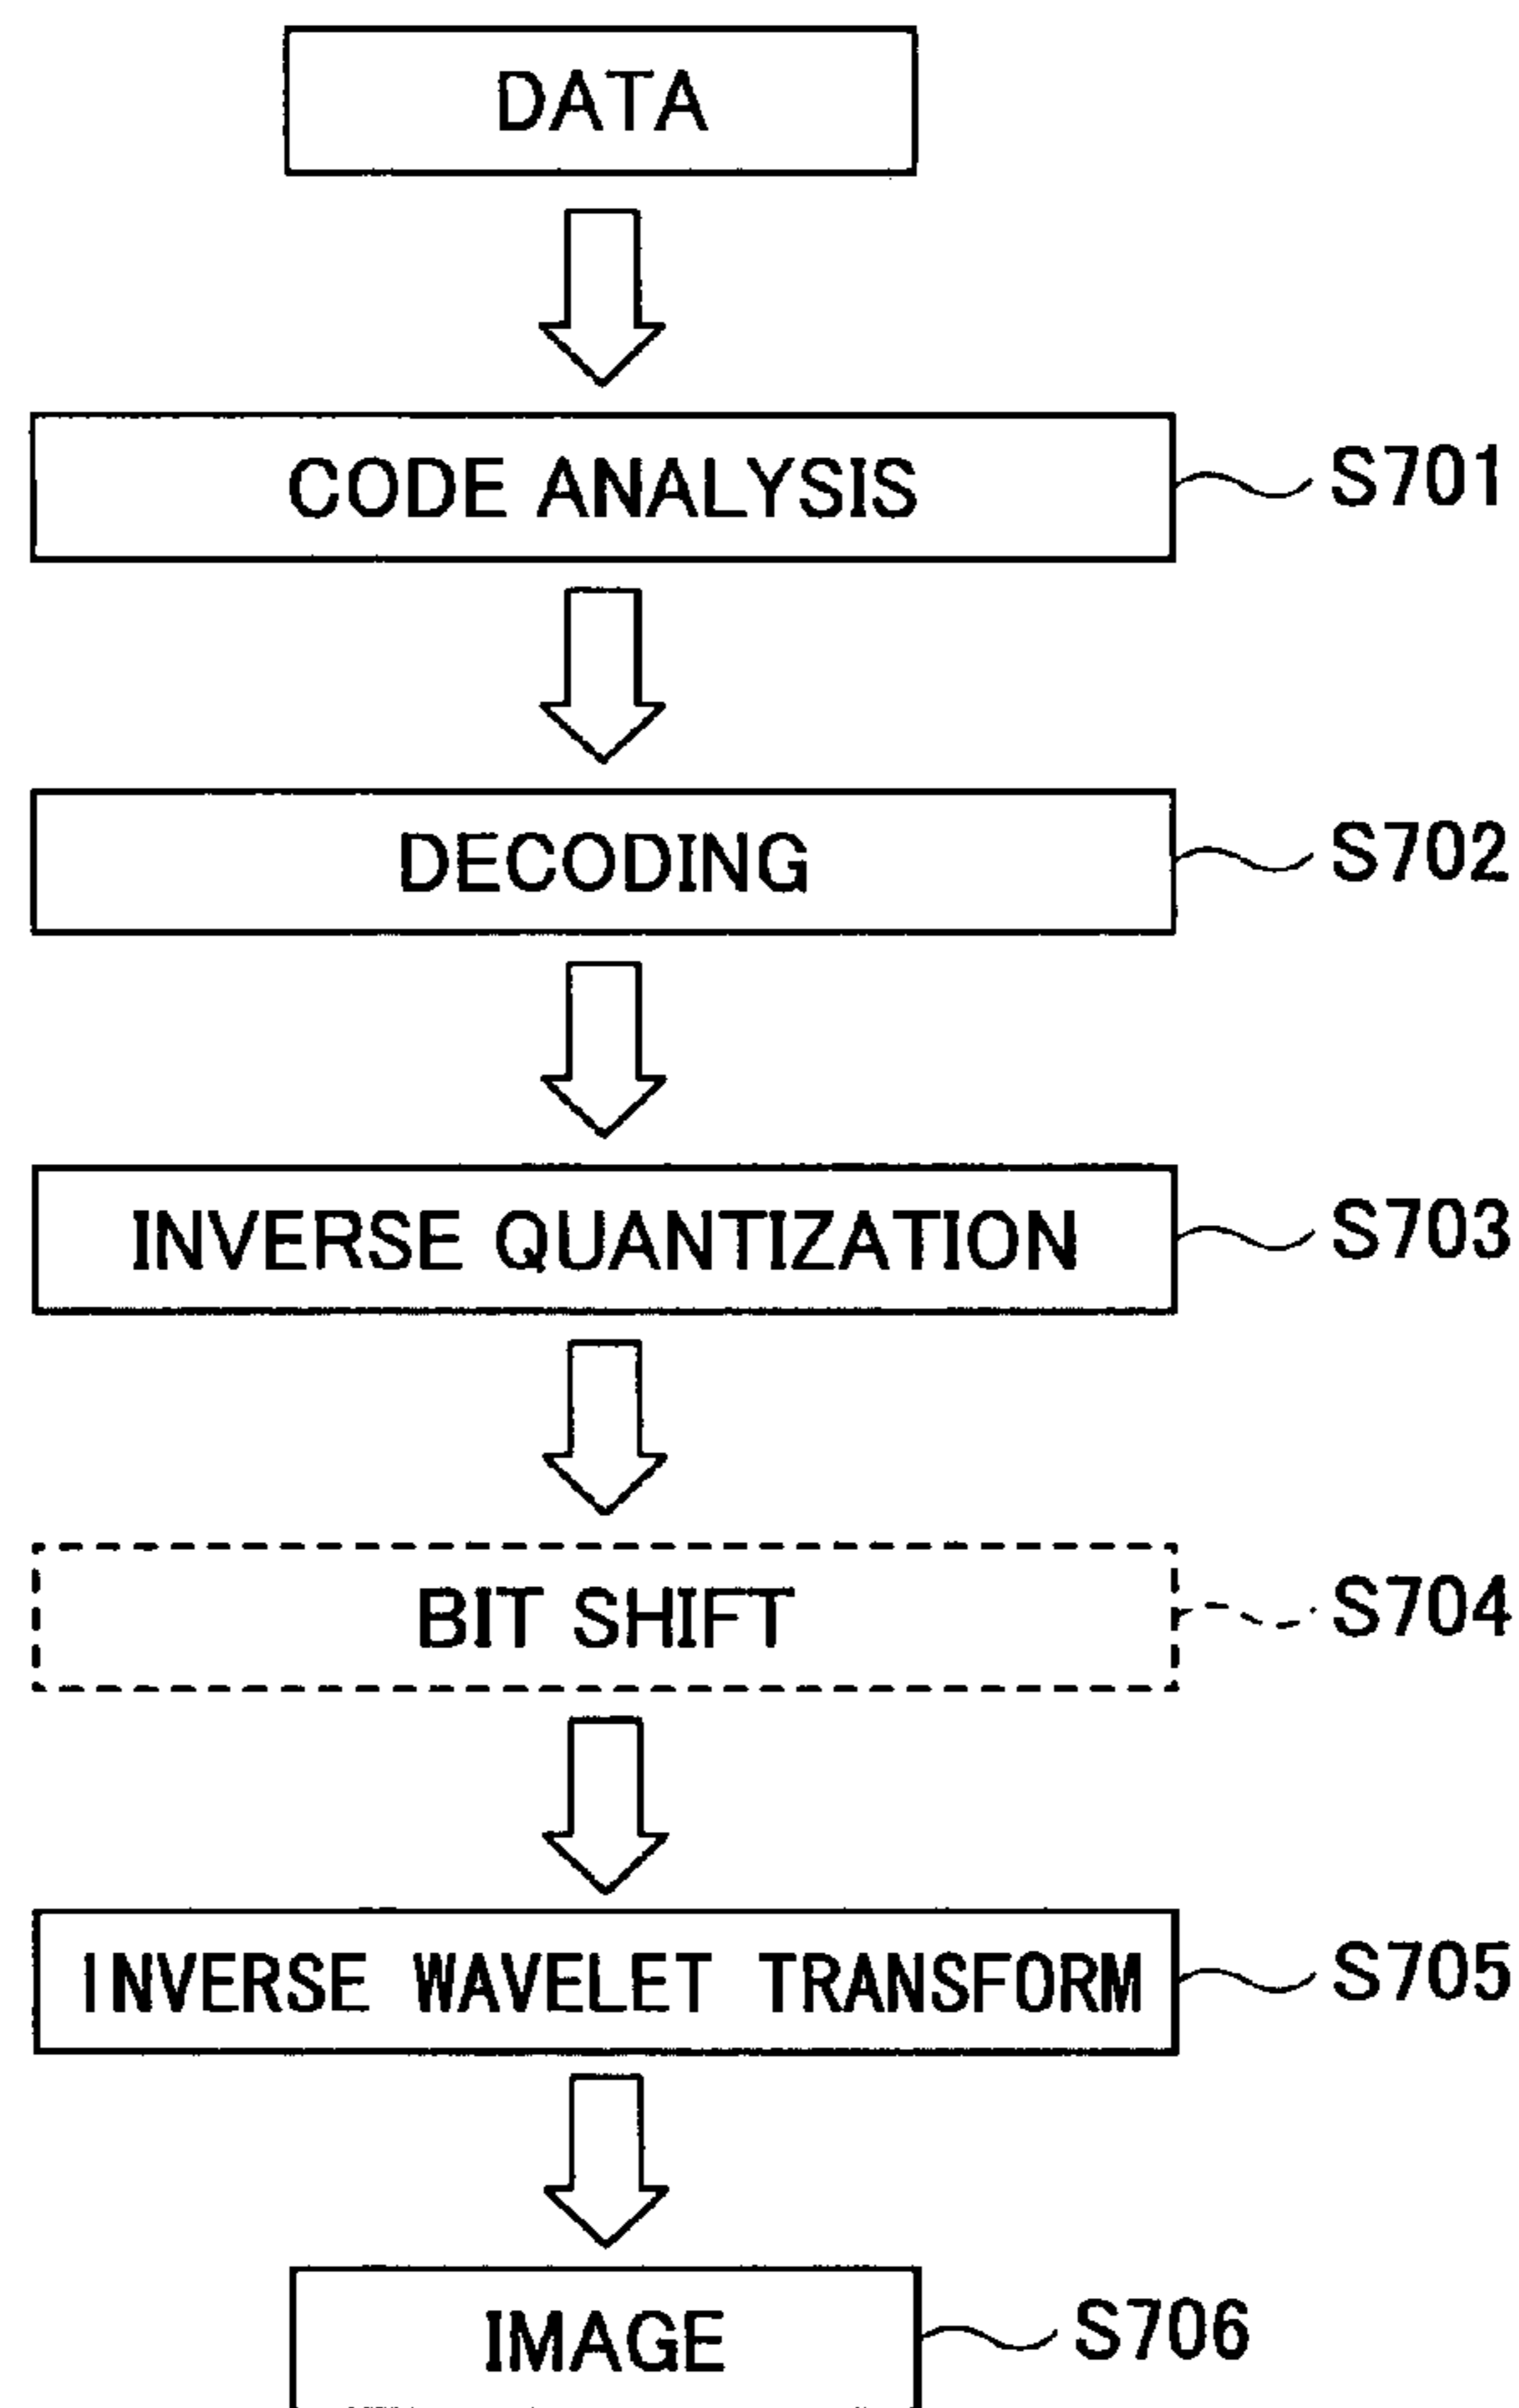 DATA
CODE ANALYSIS S701
DECODING S702
INVERSE QUANTIZATION S703
BIT SHIFT S704
INVERSE WAVELET TRANSFORM S705
IMAGE S706